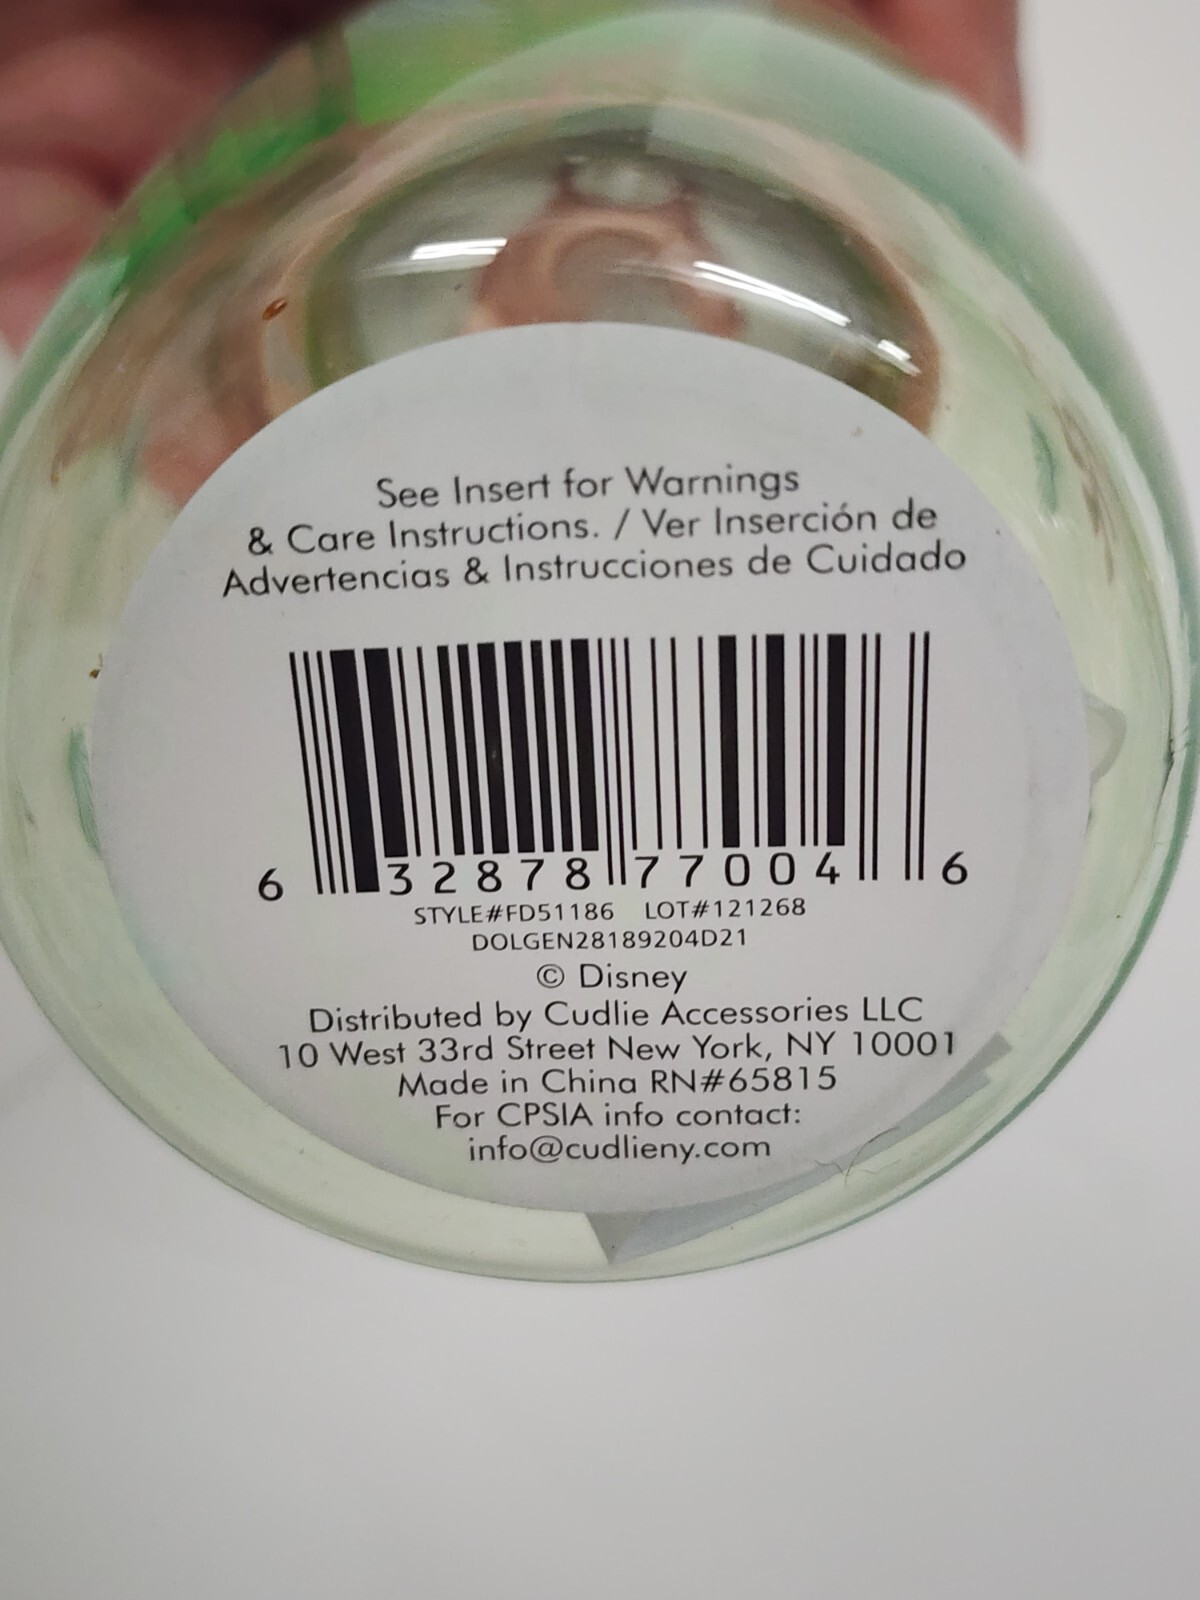 See Insert for Warnings
& Care Instructions. / Ver Inserción de
Advertencias & Instrucciones de Cuidado
6 32878 77004 6
STYLE#FD51186 LOT#121268
DOLGEN28189204D21
© Disney
Distributed by Cudlie Accessories LLC
10 West 33rd Street New York, NY 10001
Made in China RN#65815
For CPSIA info contact:
info@cudlieny.com